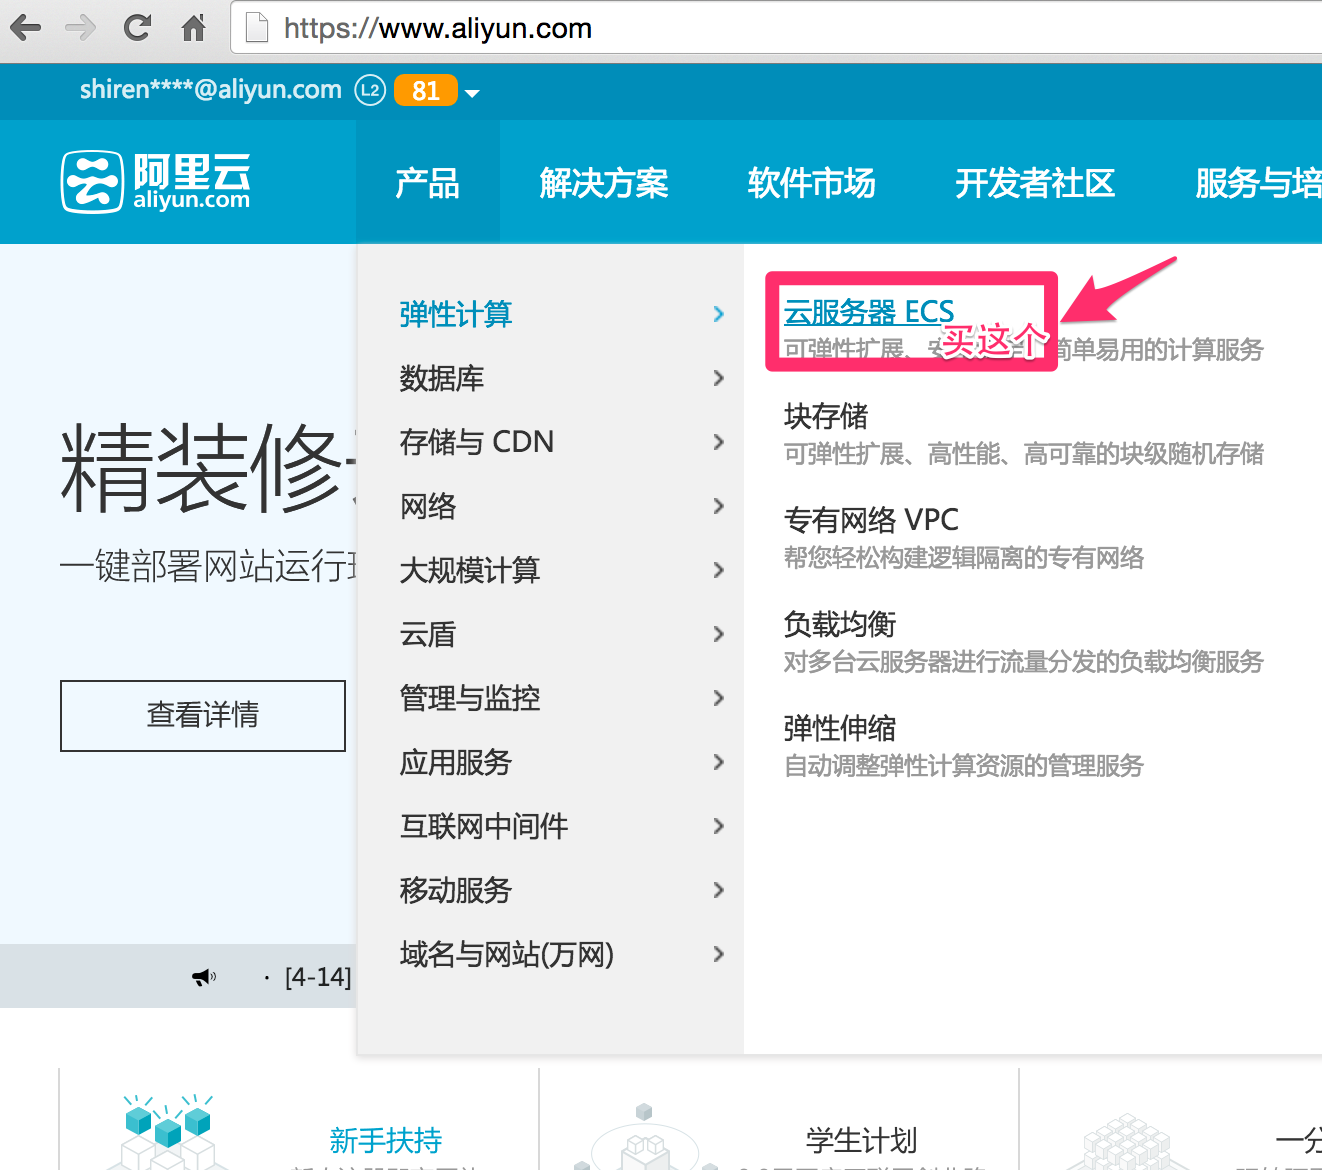 https://www.aliyun.com
shiren****@aliyun.com L2 81
阿里云
aliyun.com
产品 解决方案 软件市场 开发者社区 服务与培
弹性计算
数据库
存储与 CDN
网络
大规模计算
云盾
管理与监控
应用服务
互联网中间件
移动服务
域名与网站(万网)
云服务器 ECS
买这个
可弹性扩展、安 简单易用的计算服务
块存储
可弹性扩展、高性能、高可靠的块级随机存储
专有网络 VPC
帮您轻松构建逻辑隔离的专有网络
负载均衡
对多台云服务器进行流量分发的负载均衡服务
弹性伸缩
自动调整弹性计算资源的管理服务
精装修
一键部署网站运行
查看详情
· [4-14]
新手扶持
学生计划
一分